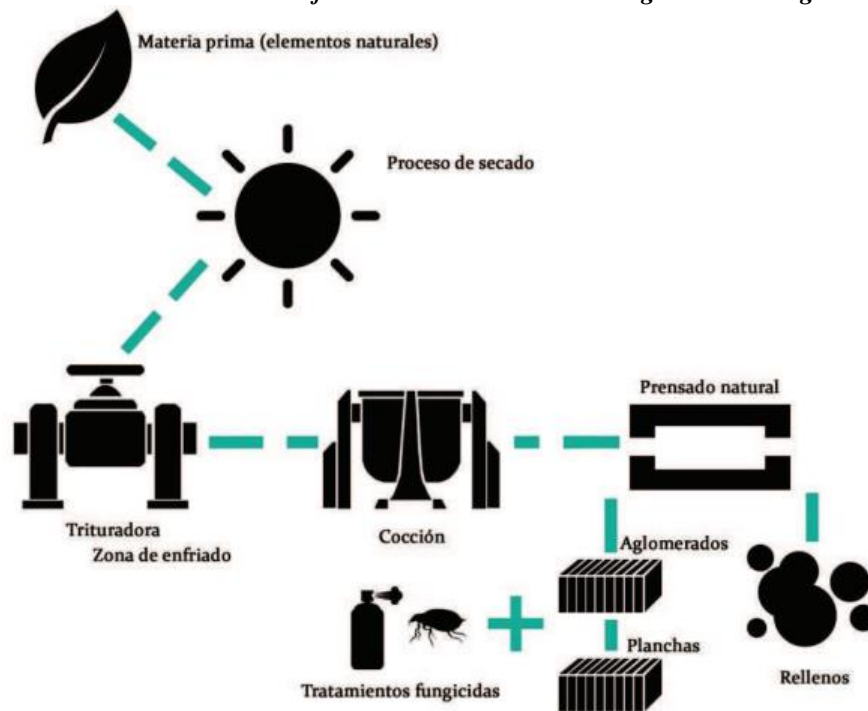 Materia prima (elementos naturales)
Proceso de secado
Prensado natural
Trituradora
Zona de enfriado
Cocción
Aglomerados
Planchas
Tratamientos fungicidas
Rellenos